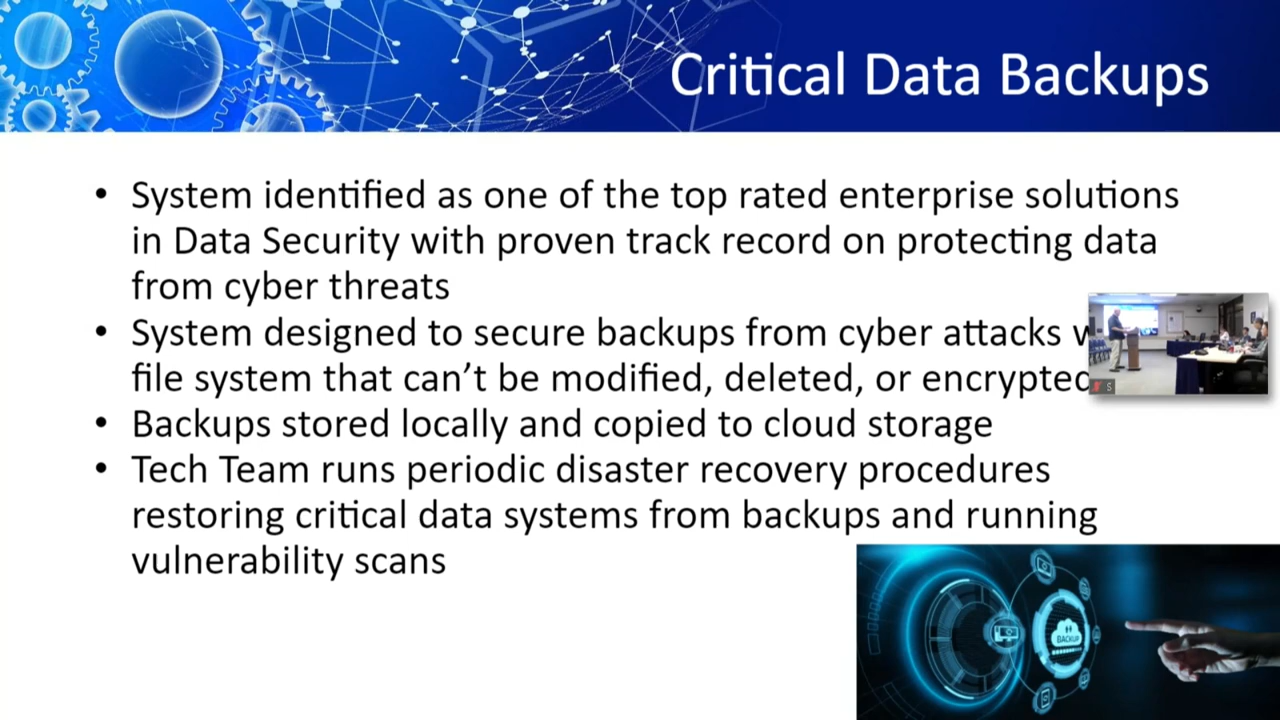 Critical Data Backups
• System identified as one of the top rated enterprise solutions
in Data Security with proven track record on protecting data
from cyber threats
• System designed to secure backups from cyber attacks
file system that can’t be modified, deleted, or encrypted
• Backups stored locally and copied to cloud storage
• Tech Team runs periodic disaster recovery procedures
restoring critical data systems from backups and running
vulnerability scans
S
BACKUP